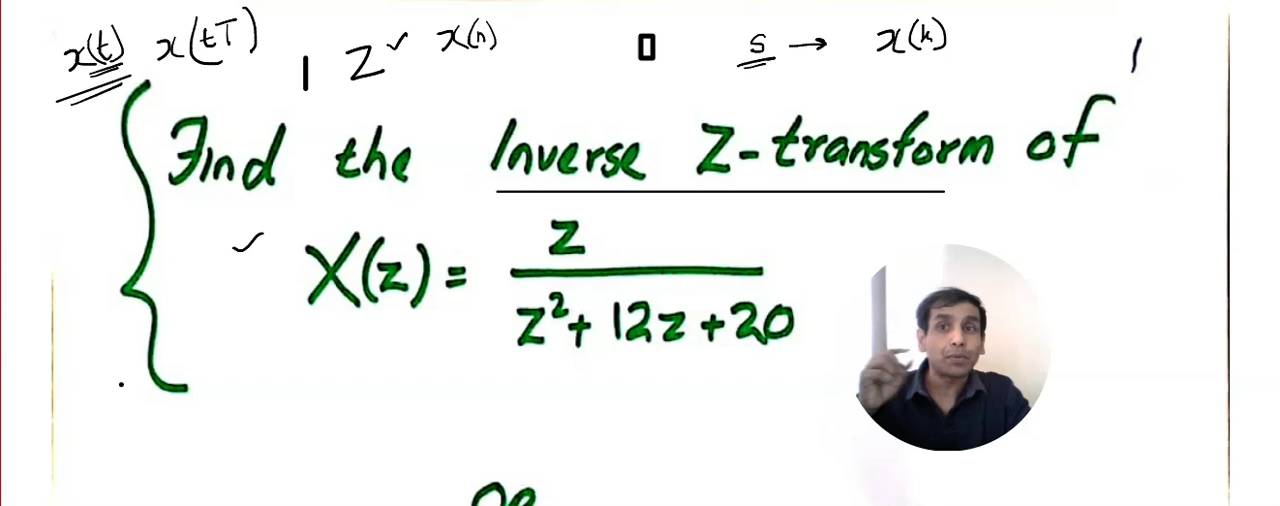 x(t) x(tT) | Z x(n) s → x(k)
Find the Inverse Z-transform of
X(z) = z / z²+ 12z +20